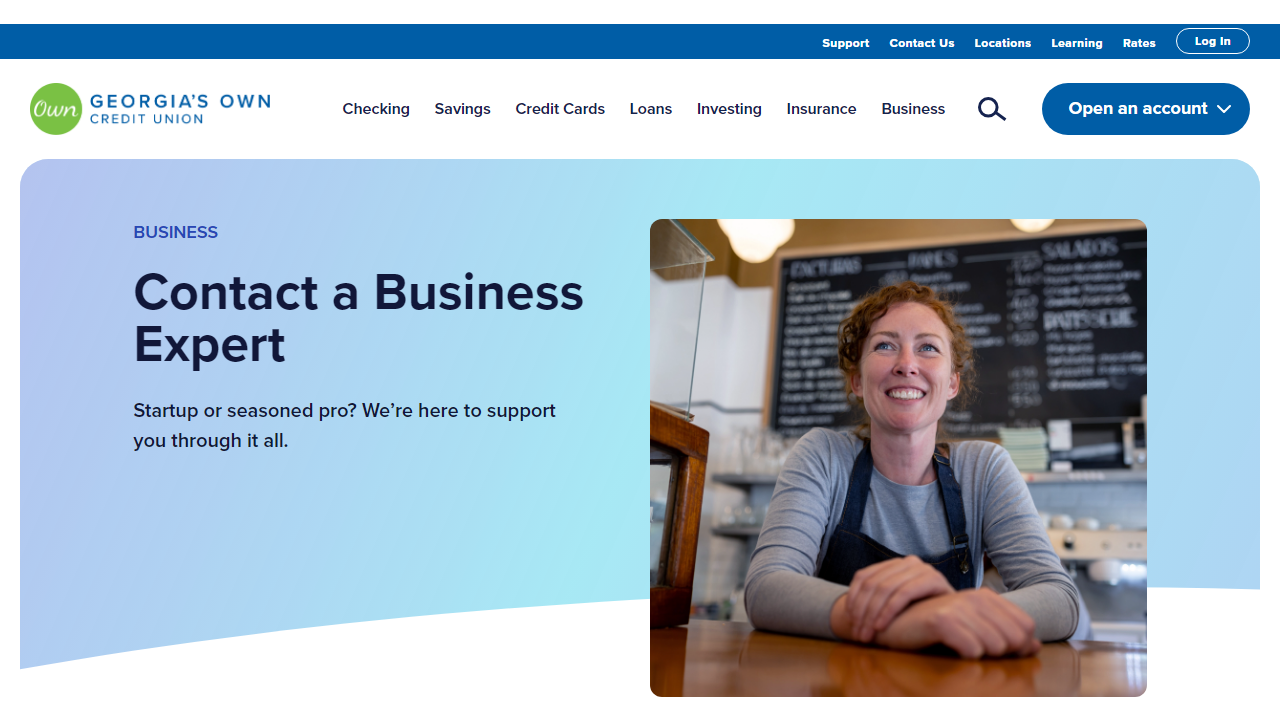 Support Contact Us Locations Learning Rates Log In
Own GEORGIA'S OWN
CREDIT UNION
Checking Savings Credit Cards Loans Investing Insurance Business Open an account
BUSINESS
Contact a Business
Expert
Startup or seasoned pro? We’re here to support
you through it all.
SALADOS
PATISSERIE